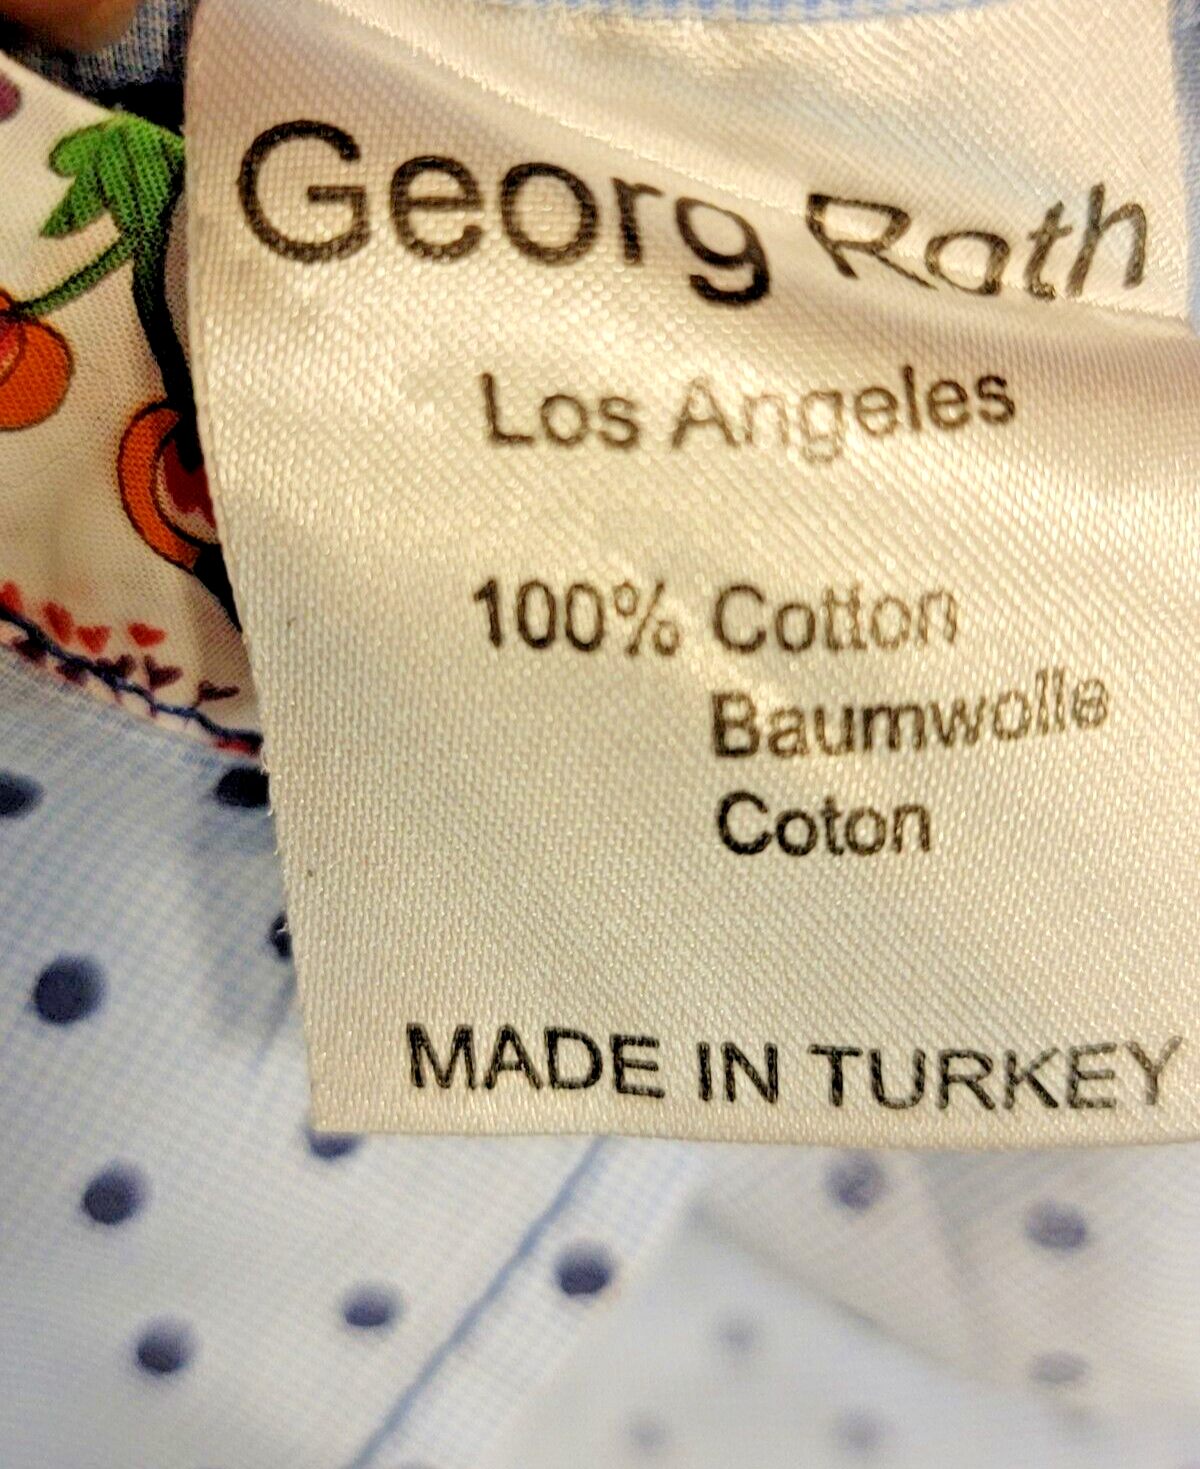 Georg Roth
Los Angeles
100% Cotton
Baumwolle
Coton
MADE IN TURKEY